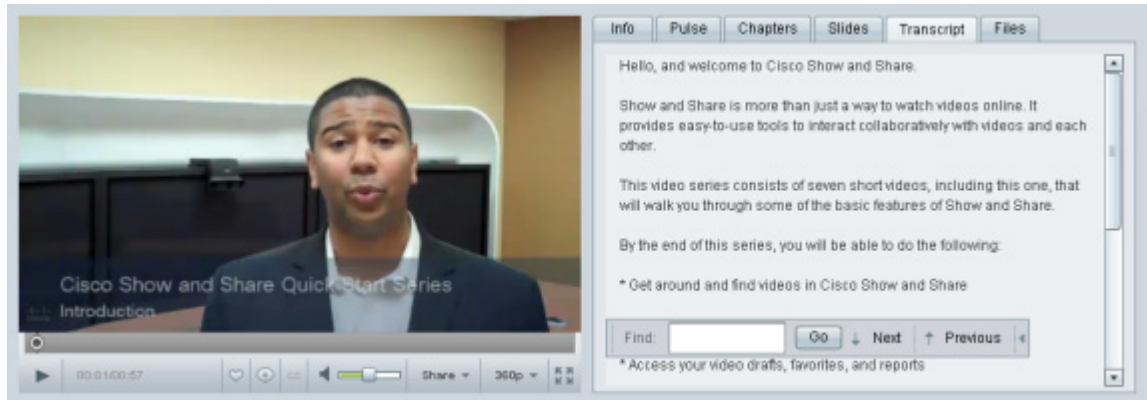 Info Pulse Chapters Slides Transcript Files
Hello, and welcome to Cisco Show and Share.
Show and Share is more than just a way to watch videos online. It
provides easy-to-use tools to interact collaboratively with videos and each
other.
This video series consists of seven short videos, including this one, that
will walk you through some of the basic features of Show and Share.
By the end of this series, you will be able to do the following:
* Get around and find videos in Cisco Show and Share
Find: Go Next Previous
* Access your video drafts, favorites, and reports
Cisco Show and Share Quick Start Series
Introduction
00:01/00:57 Share 360p